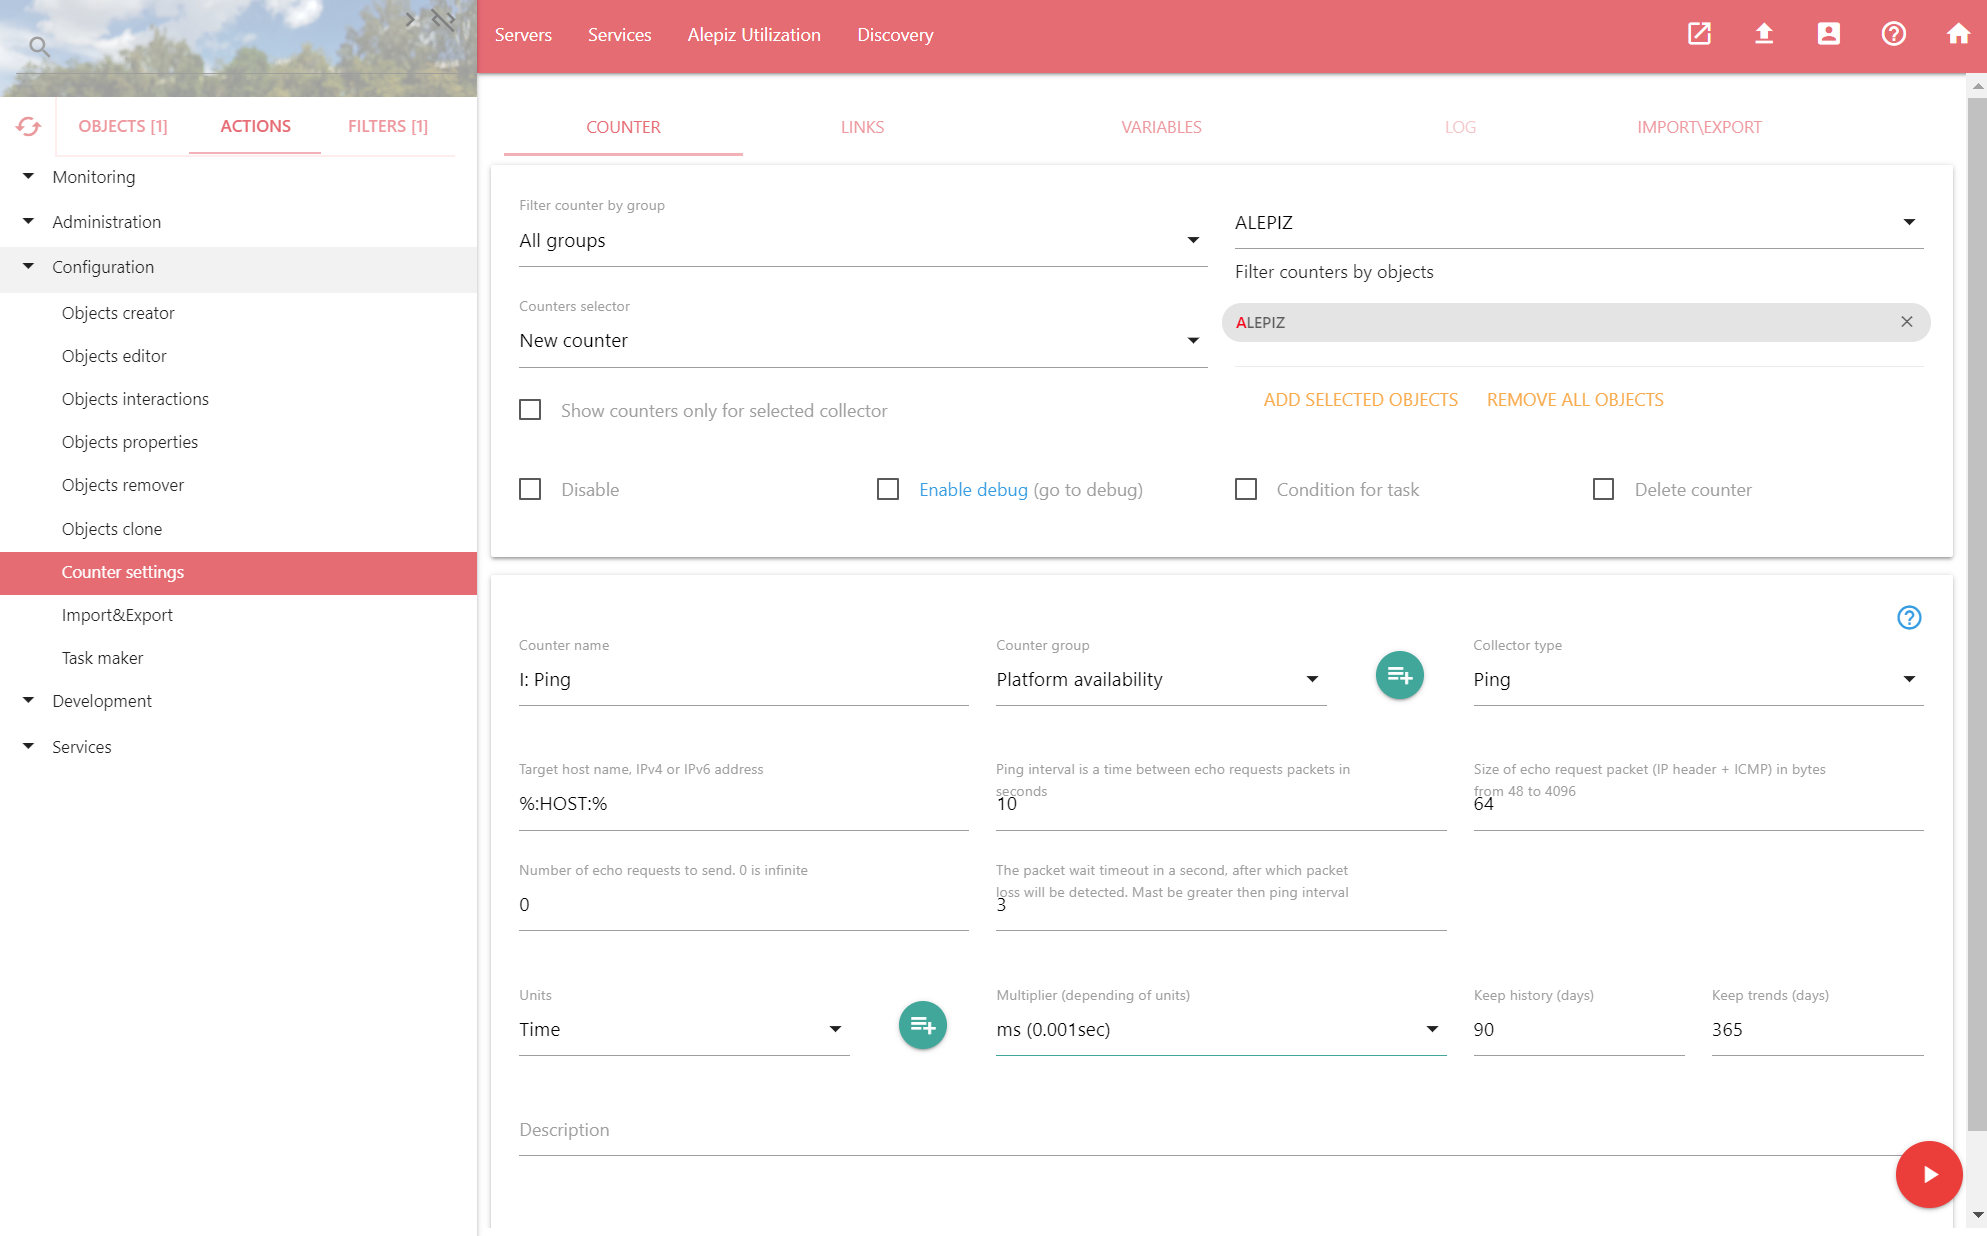 Servers
Services
Alepiz Utilization
Discovery
OBJECTS [1]
ACTIONS
FILTERS [1]
Monitoring
Administration
Configuration
Objects creator
Objects editor
Objects interactions
Objects properties
Objects remover
Objects clone
Counter settings
Import&Export
Task maker
Development
Services
COUNTER
LINKS
VARIABLES
LOG
IMPORT\EXPORT
Filter counter by group
All groups
ALEPIZ
Filter counters by objects
Counters selector
New counter
ALEPIZ
Show counters only for selected collector
ADD SELECTED OBJECTS
REMOVE ALL OBJECTS
Disable
Enable debug (go to debug)
Condition for task
Delete counter
Counter name
I: Ping
Counter group
Platform availability
Collector type
Ping
Target host name, IPv4 or IPv6 address
%:HOST:%
Ping interval is a time between echo requests packets in
seconds
10
Size of echo request packet (IP header + ICMP) in bytes
from 48 to 4096
64
Number of echo requests to send. 0 is infinite
0
The packet wait timeout in a second, after which packet
loss will be detected. Mast be greater then ping interval
3
Units
Time
Multiplier (depending of units)
ms (0.001sec)
Keep history (days)
90
Keep trends (days)
365
Description